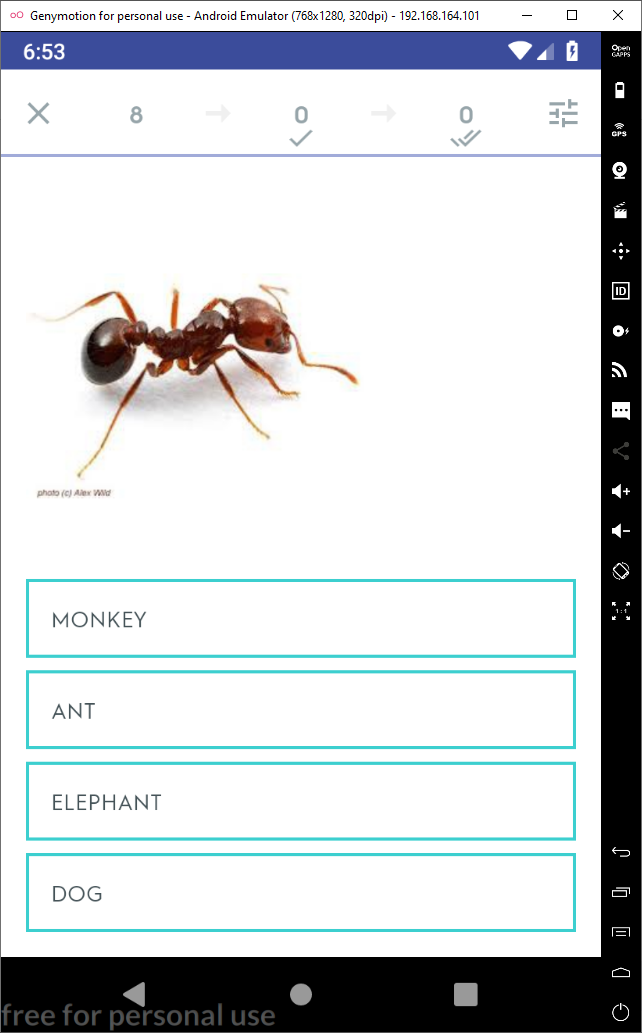 Genymotion for personal use - Android Emulator (768x1280, 320dpi) - 192.168.164.101
6:53
Open
GAPPS
8
0
0
GPS
ID
photo (c) Alex Wild
1:1
MONKEY
ANT
ELEPHANT
DOG
free for personal use